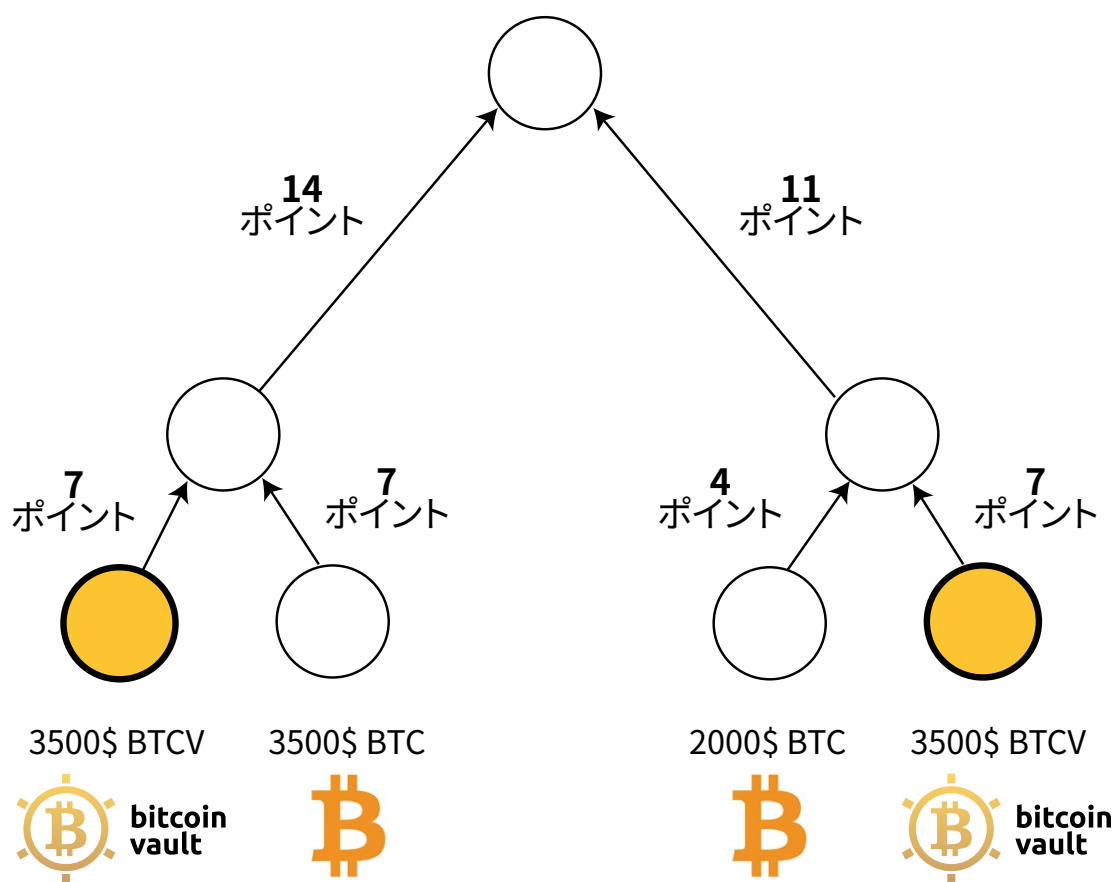 14
ポイント
11
ポイント
7
ポイント
7
ポイント
4
ポイント
7
ポイント
3500$ BTCV
3500$ BTC
2000$ BTC
3500$ BTCV
bitcoin
vault
bitcoin
vault